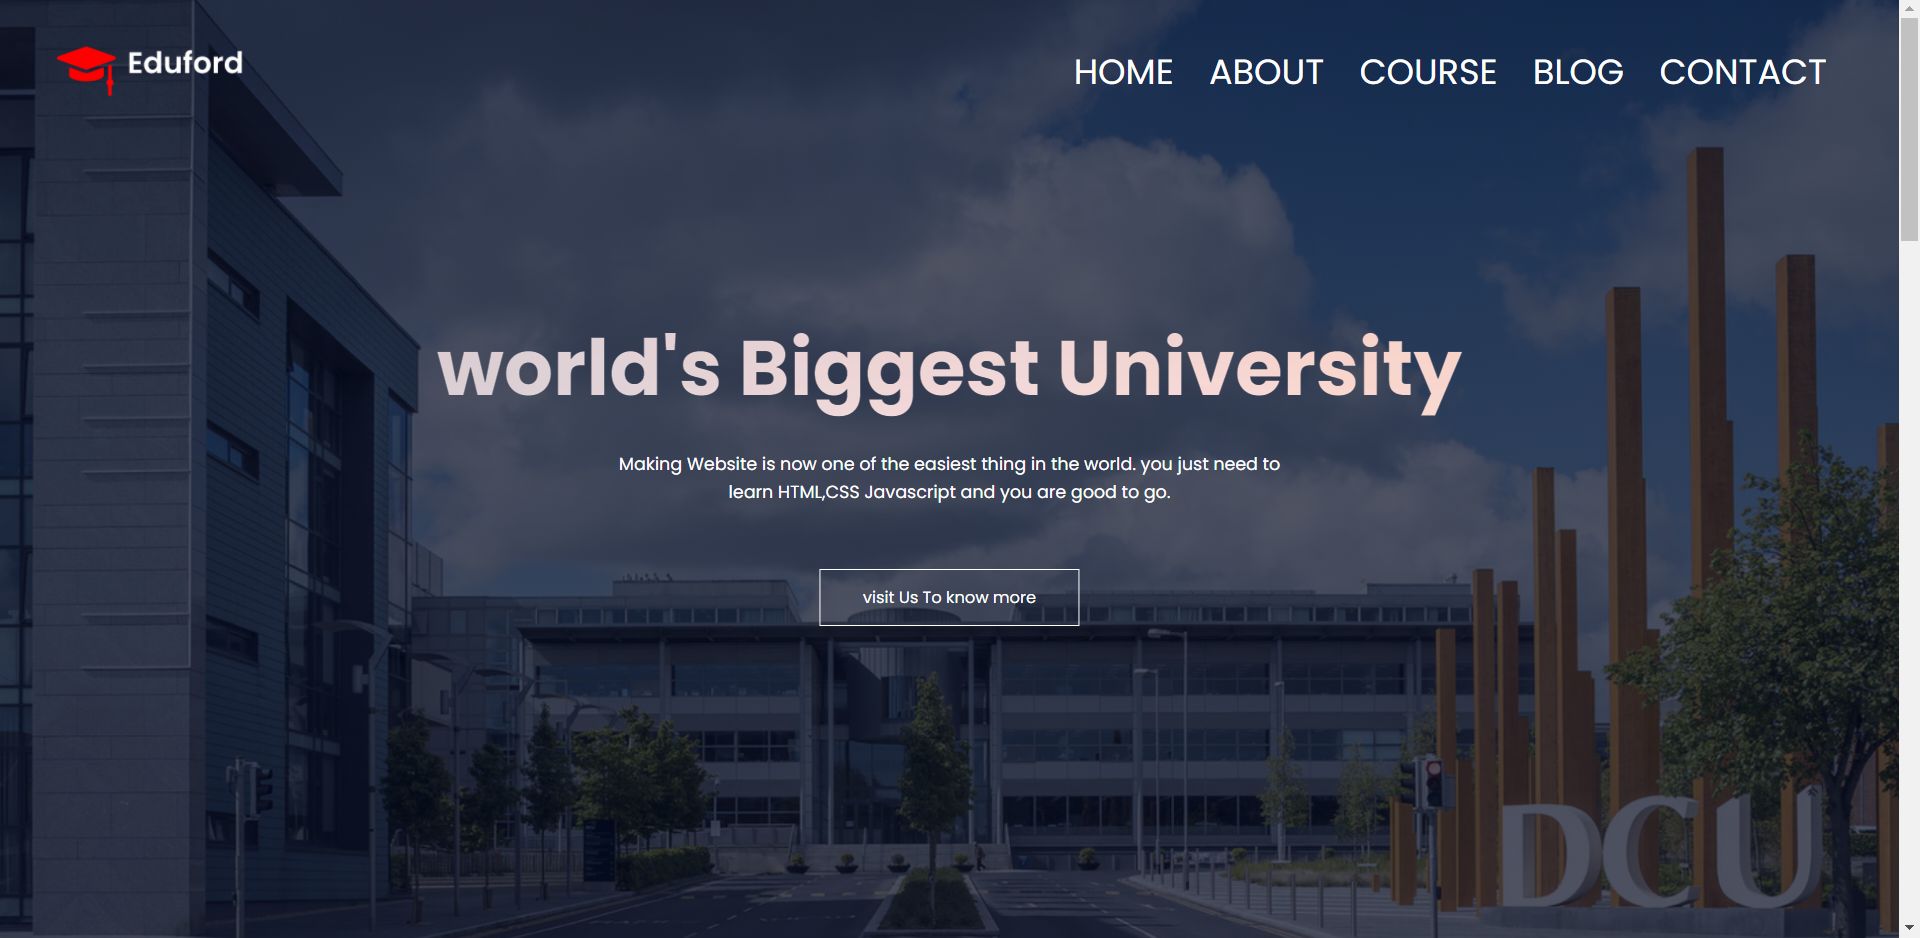 Eduford
HOME ABOUT COURSE BLOG CONTACT
world's Biggest University
Making Website is now one of the easiest thing in the world. you just need to
learn HTML,CSS Javascript and you are good to go.
visit Us To know more
DCU